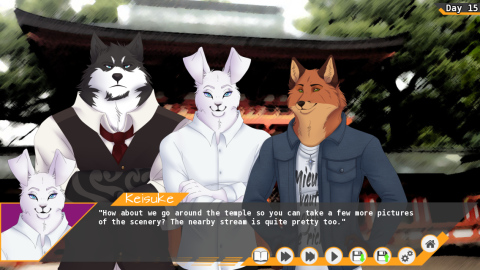 Day 15
Keisuke
"How about we go around the temple so you can take a few more pictures
of the scenery? The nearby stream is quite pretty too."